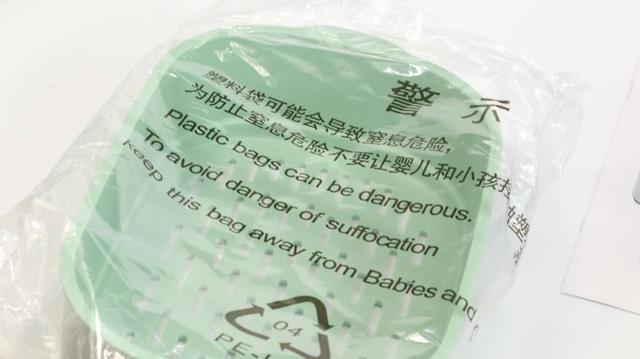 警 示
塑料袋可能会导致窒息危险,
为防止窒息危险不要让婴儿和小孩
Plastic bags can be dangerous.
To avoid danger of suffocation
keep this bag away from Babies and
04
PE-